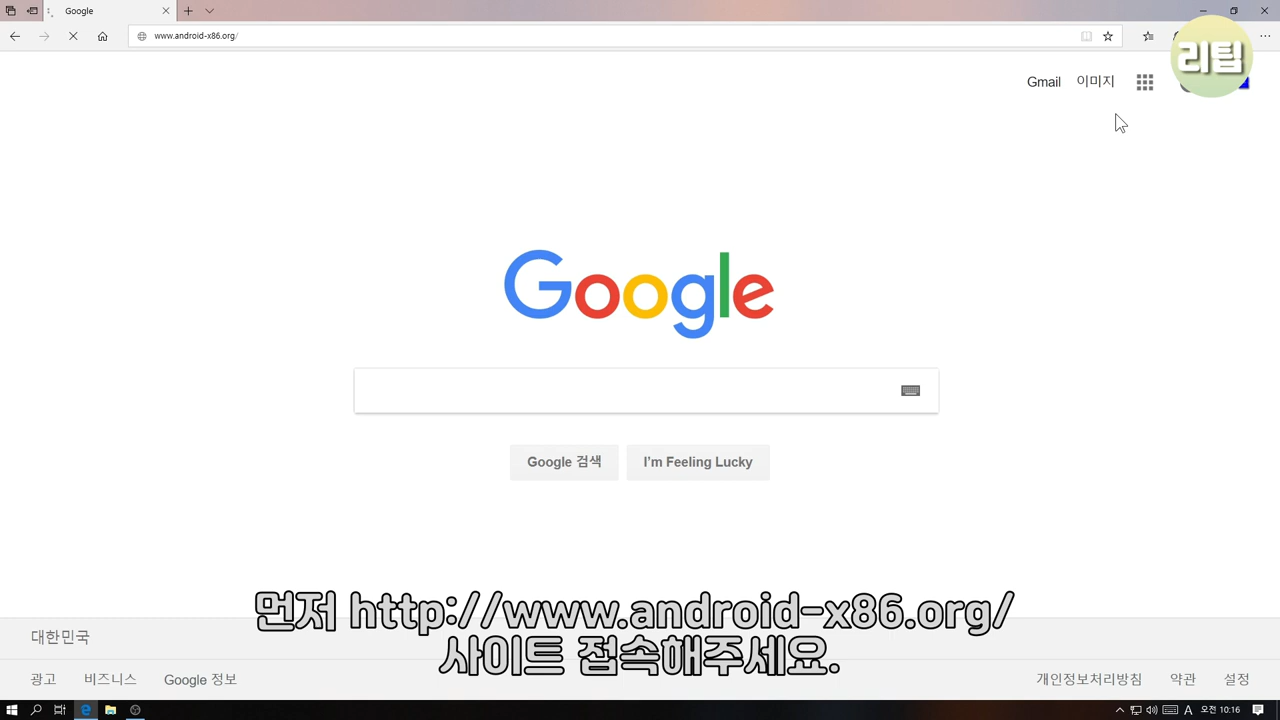 Google
www.android-x86.org/
리팁
Gmail 이미지
Google
Google 검색 I'm Feeling Lucky
먼저 http://www.android-x86.org/
사이트 접속해주세요.
대한민국
광고 비즈니스 Google 정보 개인정보처리방침 약관 설정
A 오전 10:16